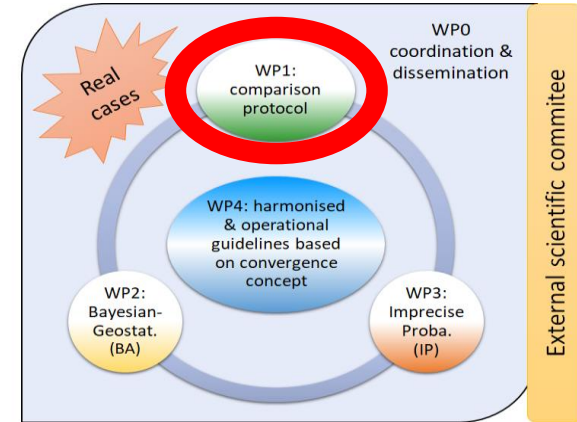 Real
cases
WP1:
comparison
protocol
WP0
coordination &
dissemination
WP4: harmonised
& operational
guidelines based
on convergence
concept
WP2:
Bayesian-
Geostat.
(BA)
WP3:
Imprecise
Proba.
(IP)
External scientific commitee